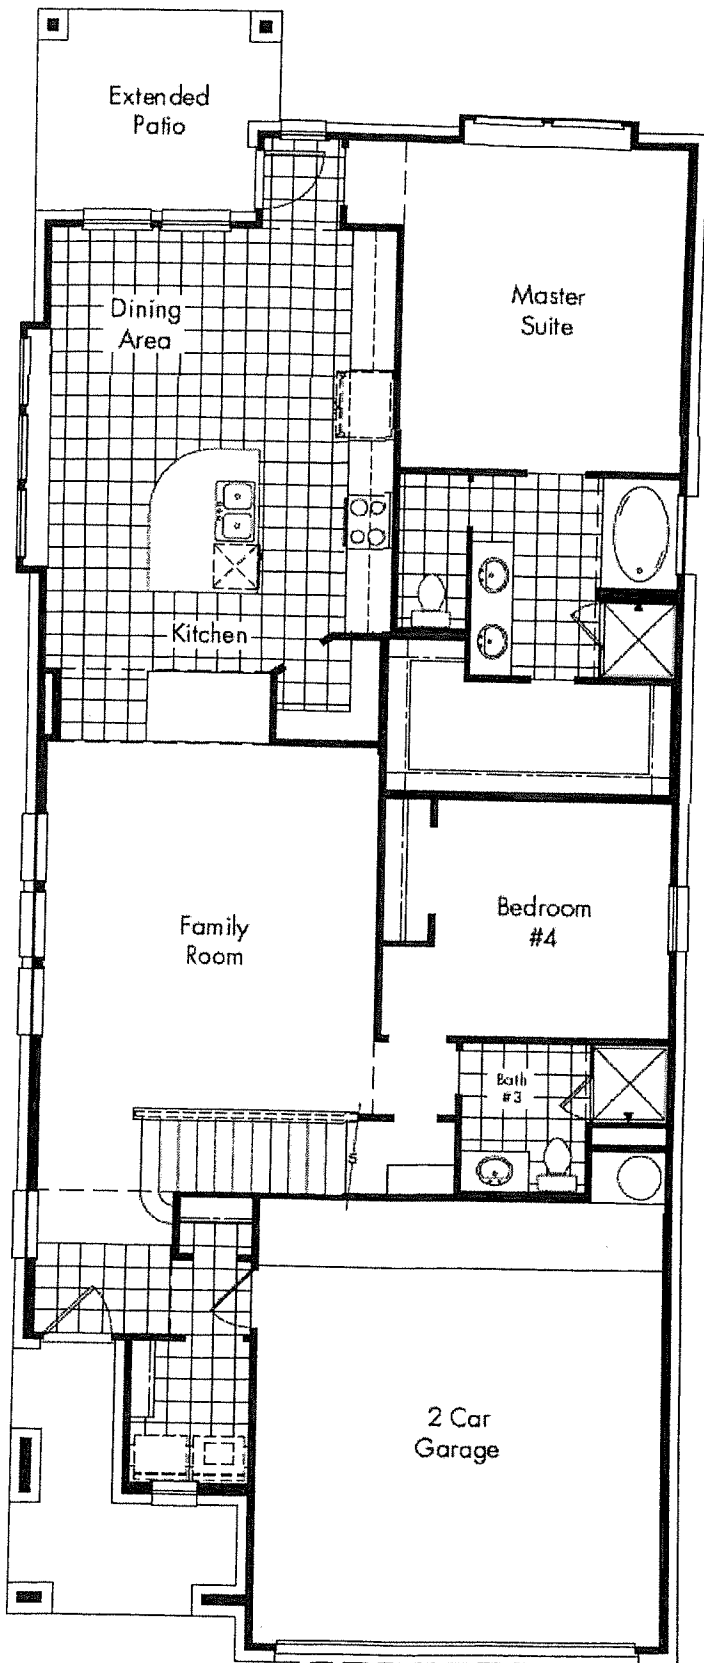 Extended
Patio
Master
Suite
Dining
Area
Kitchen
Family
Room
Bedroom
#4
Bath
#3
2 Car
Garage